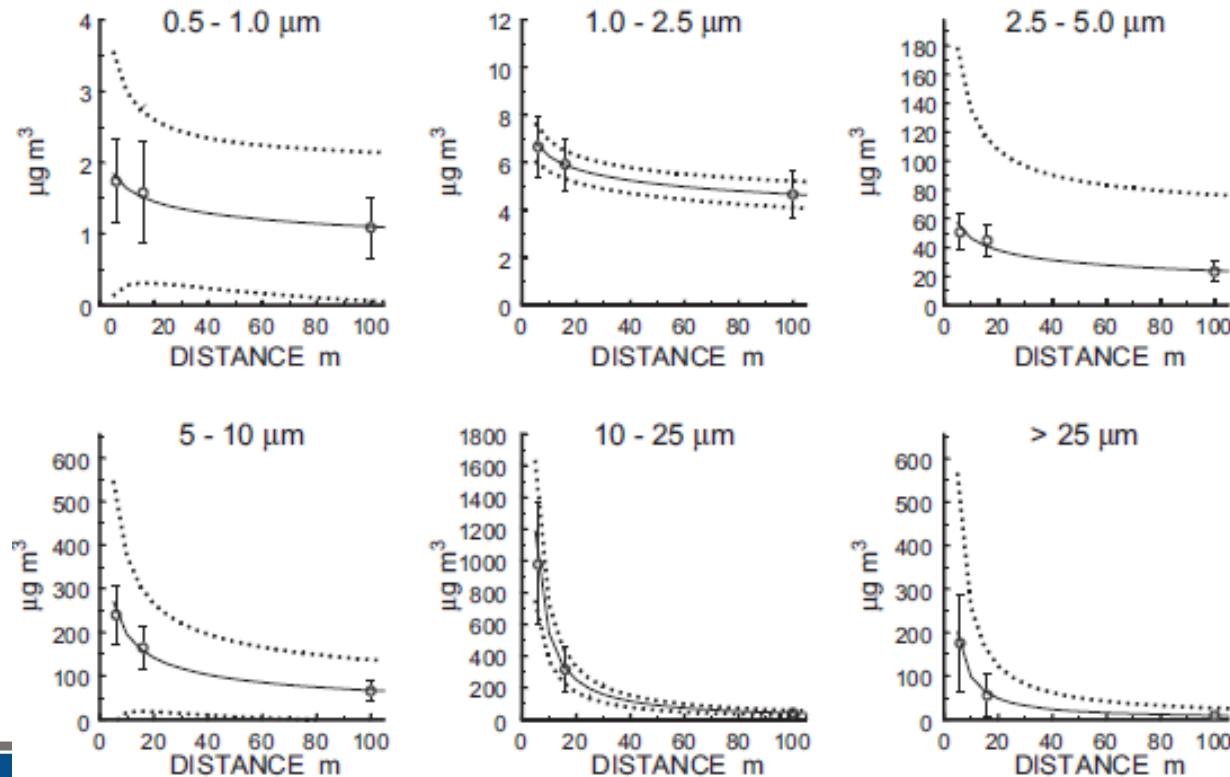 0.5 - 1.0 μm
μg m³
4
3
2
1
0
0 20 40 60 80 100
DISTANCE m
1.0 - 2.5 μm
μg m³
12
10
8
6
4
2
0
0 20 40 60 80 100
DISTANCE m
2.5 - 5.0 μm
μg m³
180
160
140
120
100
80
60
40
20
0
0 20 40 60 80 100
DISTANCE m
5 - 10 μm
μg m³
600
500
400
300
200
100
0
0 20 40 60 80 100
DISTANCE m
10 - 25 μm
μg m³
1800
1600
1400
1200
1000
800
600
400
200
0
0 20 40 60 80 100
DISTANCE m
> 25 μm
μg m³
600
500
400
300
200
100
0
0 20 40 60 80 100
DISTANCE m